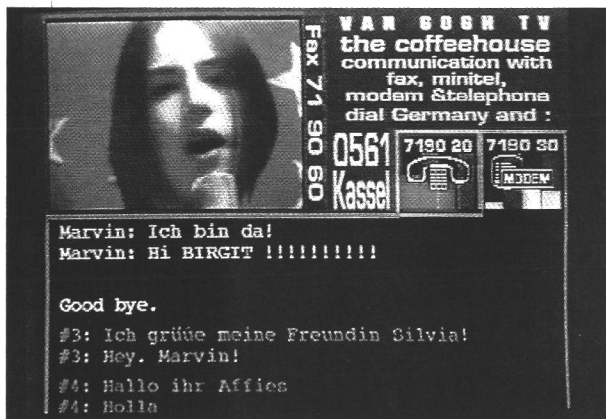 VAN GOGH TV
the coffeehouse
communication with
fax, minitel,
modem &telephone
dial Germany and :
Fax 71 90 60
0561
Kassel
7190 20
7190 30
MODEM
Marvin: Ich bin da!
Marvin: Hi BIRGIT !!!!!!!!!!
Good bye.
#3: Ich grüüe meine Freundin Silvia!
#3: Hey. Marvin!
#4: Hallo ihr Affies
#4: Holla